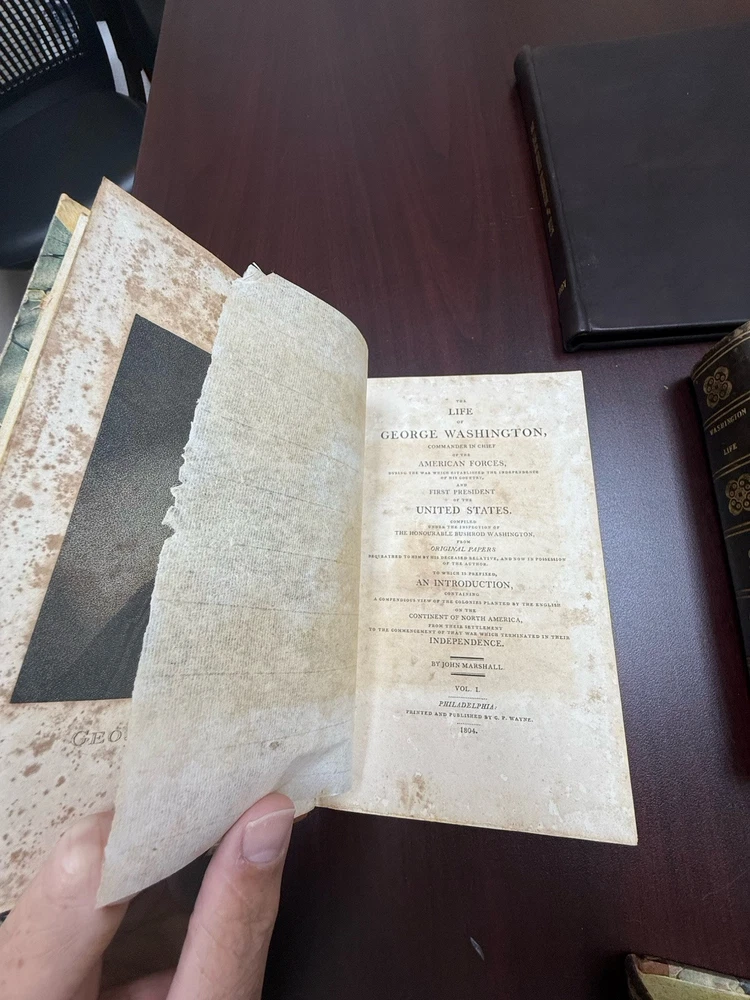 GEO
THE
LIFE
OF
GEORGE WASHINGTON,
COMMANDER IN CHIEF
OF THE
AMERICAN FORCES,
DURING THE WAR WHICH ESTABLISHED THE INDEPENDENCE
OF HIS COUNTRY,
AND
FIRST PRESIDENT
OF THE
UNITED STATES.
COMPILED
UNDER THE INSPECTION OF
THE HONOURABLE BUSHROD WASHINGTON,
FROM
ORIGINAL PAPERS
BEQUEATHED TO HIM BY HIS DECEASED RELATIVE, AND NOW IN POSSESSION
OF THE AUTHOR.
TO WHICH IS PREFIXED,
AN INTRODUCTION,
CONTAINING
A COMPENDIOUS VIEW OF THE COLONIES PLANTED BY THE ENGLISH
ON THE
CONTINENT OF NORTH AMERICA,
FROM THEIR SETTLEMENT
TO THE COMMENCEMENT OF THAT WAR WHICH TERMINATED IN THEIR
INDEPENDENCE.
BY JOHN MARSHALL.
VOL. I.
PHILADELPHIA:
PRINTED AND PUBLISHED BY C. P. WAYNE.
1804.
WASHINGTON
LIFE